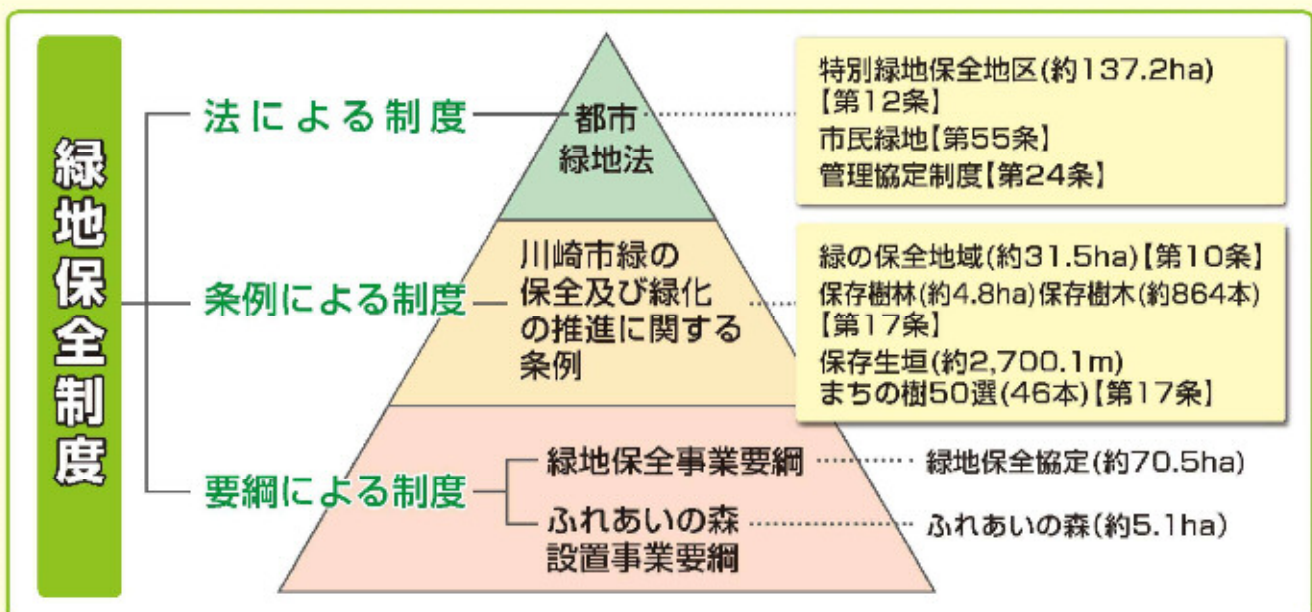 緑地保全制度
法による制度
都市
緑地法
特別緑地保全地区(約137.2ha)
【第12条】
市民緑地【第55条】
管理協定制度【第24条】
条例による制度
川崎市緑の
保全及び緑化
の推進に関する
条例
緑の保全地域(約31.5ha)【第10条】
保存樹林(約4.8ha)保存樹木(約864本)
【第17条】
保存生垣(約2,700.1m)
まちの樹50選(46本)【第17条】
要綱による制度
緑地保全事業要綱
緑地保全協定(約70.5ha)
ふれあいの森
設置事業要綱
ふれあいの森(約5.1ha)